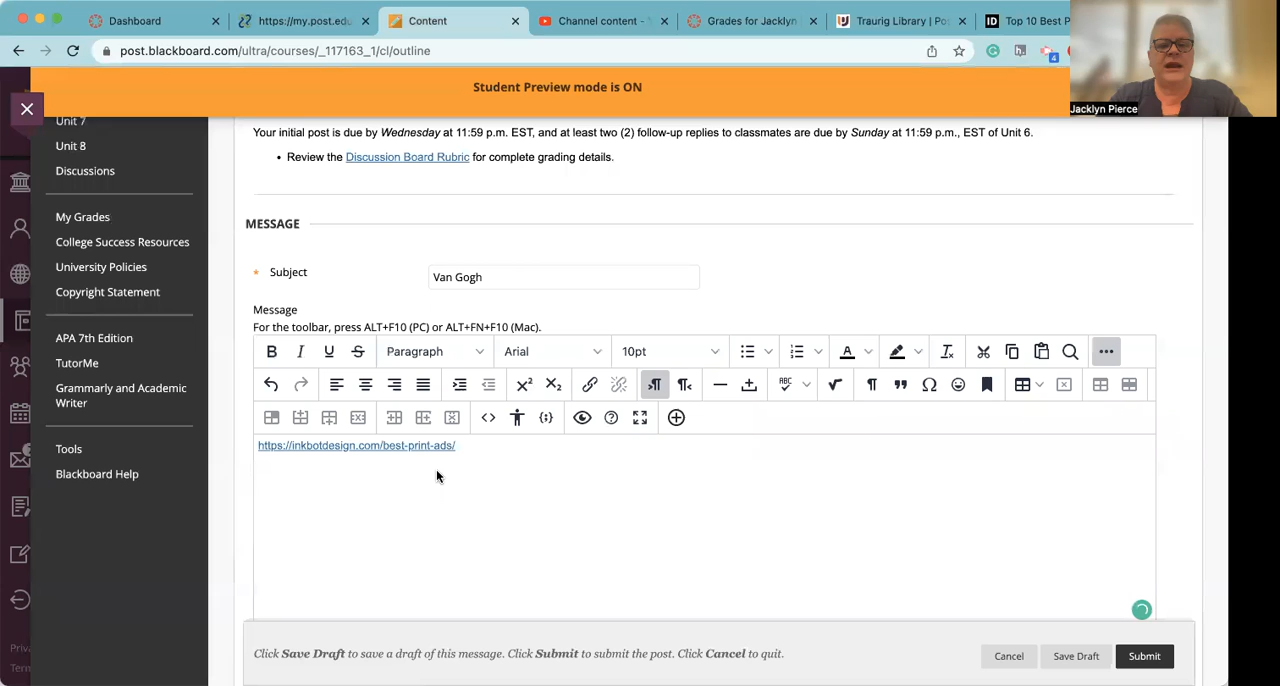 Dashboard
https://my.post.edu
Content
Channel content -
Grades for Jacklyn
Traurig Library | Po
ID
Top 10 Best P
post.blackboard.com/ultra/courses/_117163_1/cl/outline
4
Student Preview mode is ON
Jacklyn Pierce
Unit 7
Unit 8
Discussions
My Grades
College Success Resources
University Policies
Copyright Statement
APA 7th Edition
TutorMe
Grammarly and Academic
Writer
Tools
Blackboard Help
Your initial post is due by Wednesday at 11:59 p.m. EST, and at least two (2) follow-up replies to classmates are due by Sunday at 11:59 p.m., EST of Unit 6.
• Review the Discussion Board Rubric for complete grading details.
MESSAGE
* Subject
Van Gogh
Message
For the toolbar, press ALT+F10 (PC) or ALT+FN+F10 (Mac).
B I U S Paragraph Arial 10pt
https://inkbotdesign.com/best-print-ads/
Click Save Draft to save a draft of this message. Click Submit to submit the post. Click Cancel to quit.
Cancel
Save Draft
Submit
Priv
Term